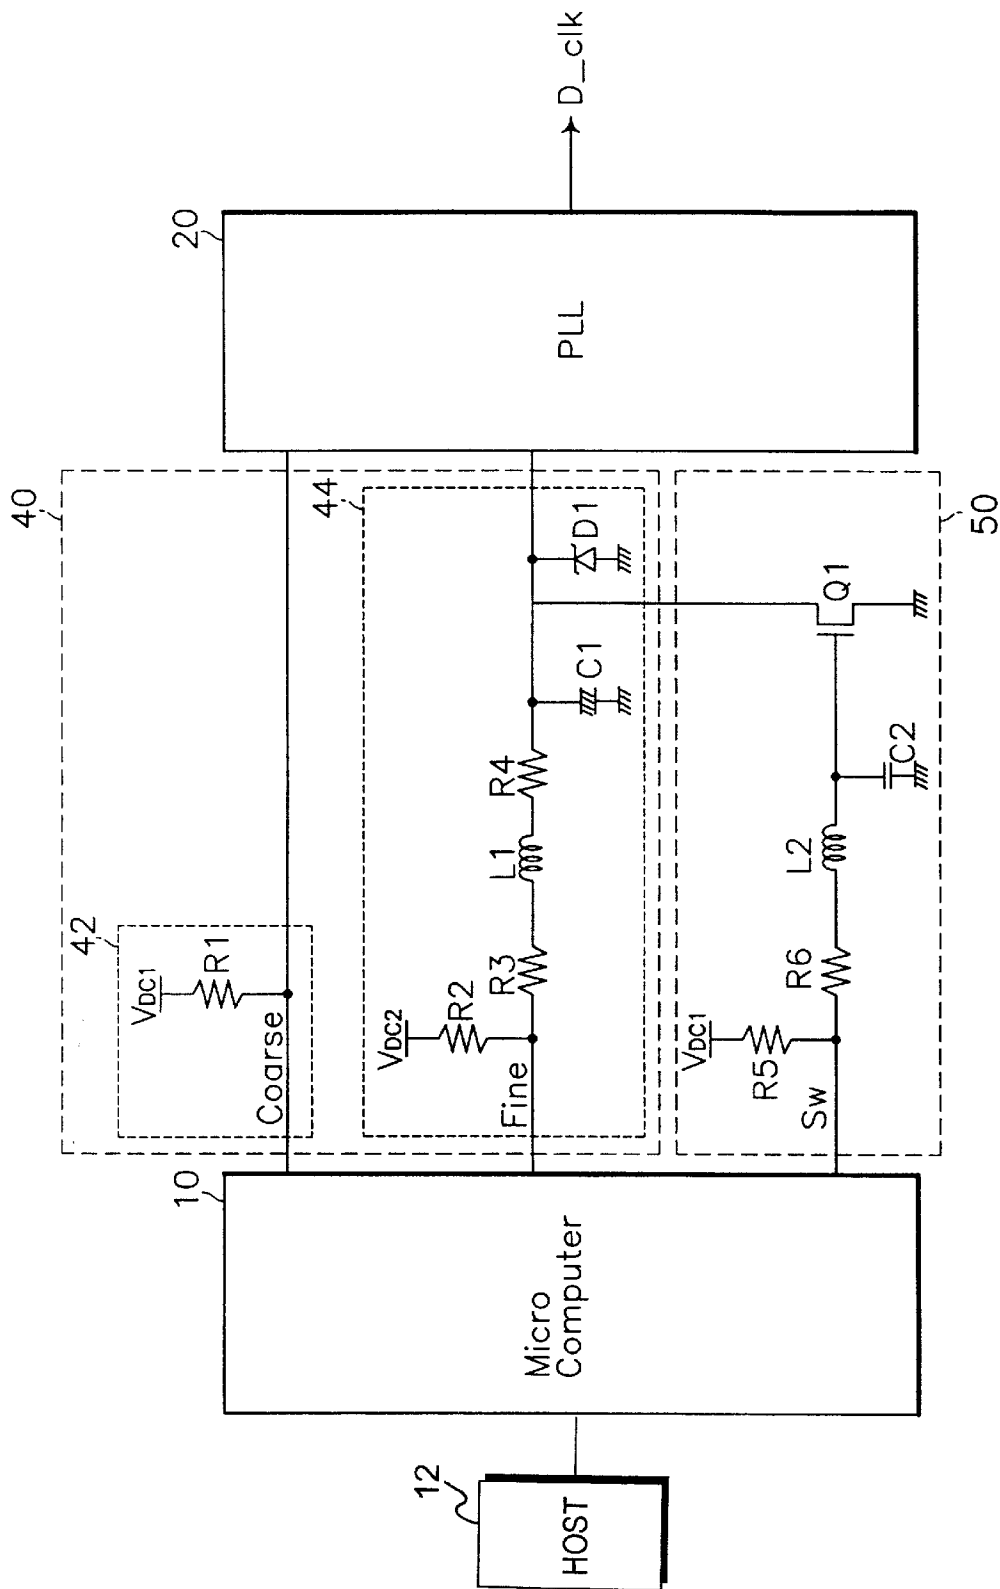 HOST
12
Micro
Computer
10
40
42
VDC1
R1
Coarse
44
VDC2
R2
Fine
R3
L1
R4
C1
D1
50
VDC1
R5
Sw
R6
L2
C2
Q1
20
PLL
D_clk